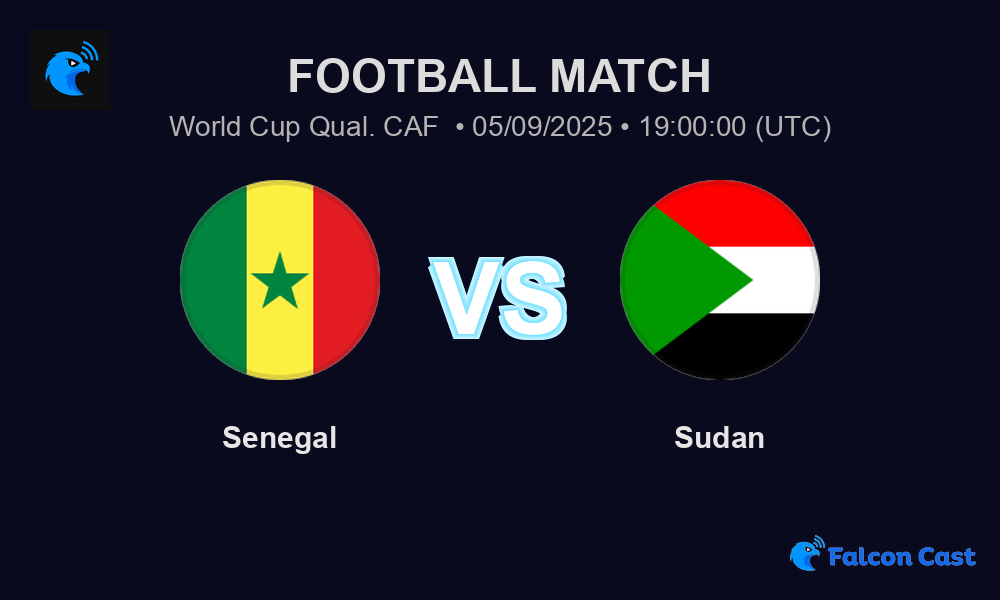 FOOTBALL MATCH
World Cup Qual. CAF • 05/09/2025 • 19:00:00 (UTC)
VS
Senegal
Sudan
Falcon Cast